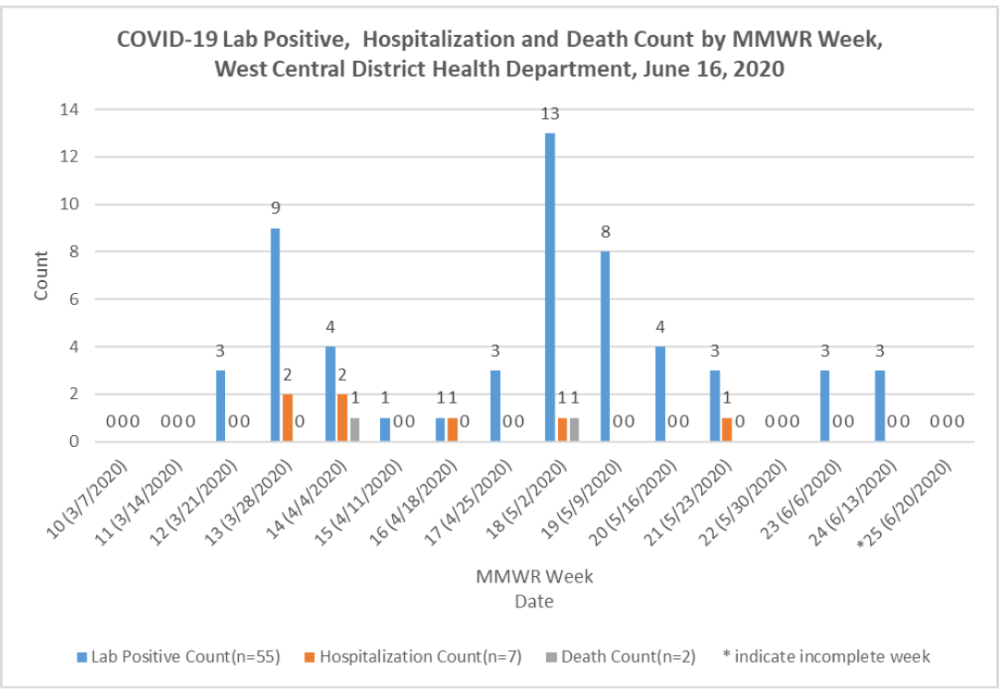 COVID-19 Lab Positive,  Hospitalization and Death Count by MMWR Week,
West Central District Health Department, June 16, 2020
14
12
10
8
6
4
2
0
Count
0 0 0
0 0 0
3 0 0
9 2 0
4 2 1
1 0 0
1 1 0
3 0 0
13 1 1
8 0 0
4 0 0
3 1 0
0 0 0
3 0 0
3 0 0
0 0 0
10 (3/7/2020)
11 (3/14/2020)
12 (3/21/2020)
13 (3/28/2020)
14 (4/4/2020)
15 (4/11/2020)
16 (4/18/2020)
17 (4/25/2020)
18 (5/2/2020)
19 (5/9/2020)
20 (5/16/2020)
21 (5/23/2020)
22 (5/30/2020)
23 (6/6/2020)
24 (6/13/2020)
*25 (6/20/2020)
MMWR Week
Date
Lab Positive Count(n=55) Hospitalization Count(n=7) Death Count(n=2) * indicate incomplete week